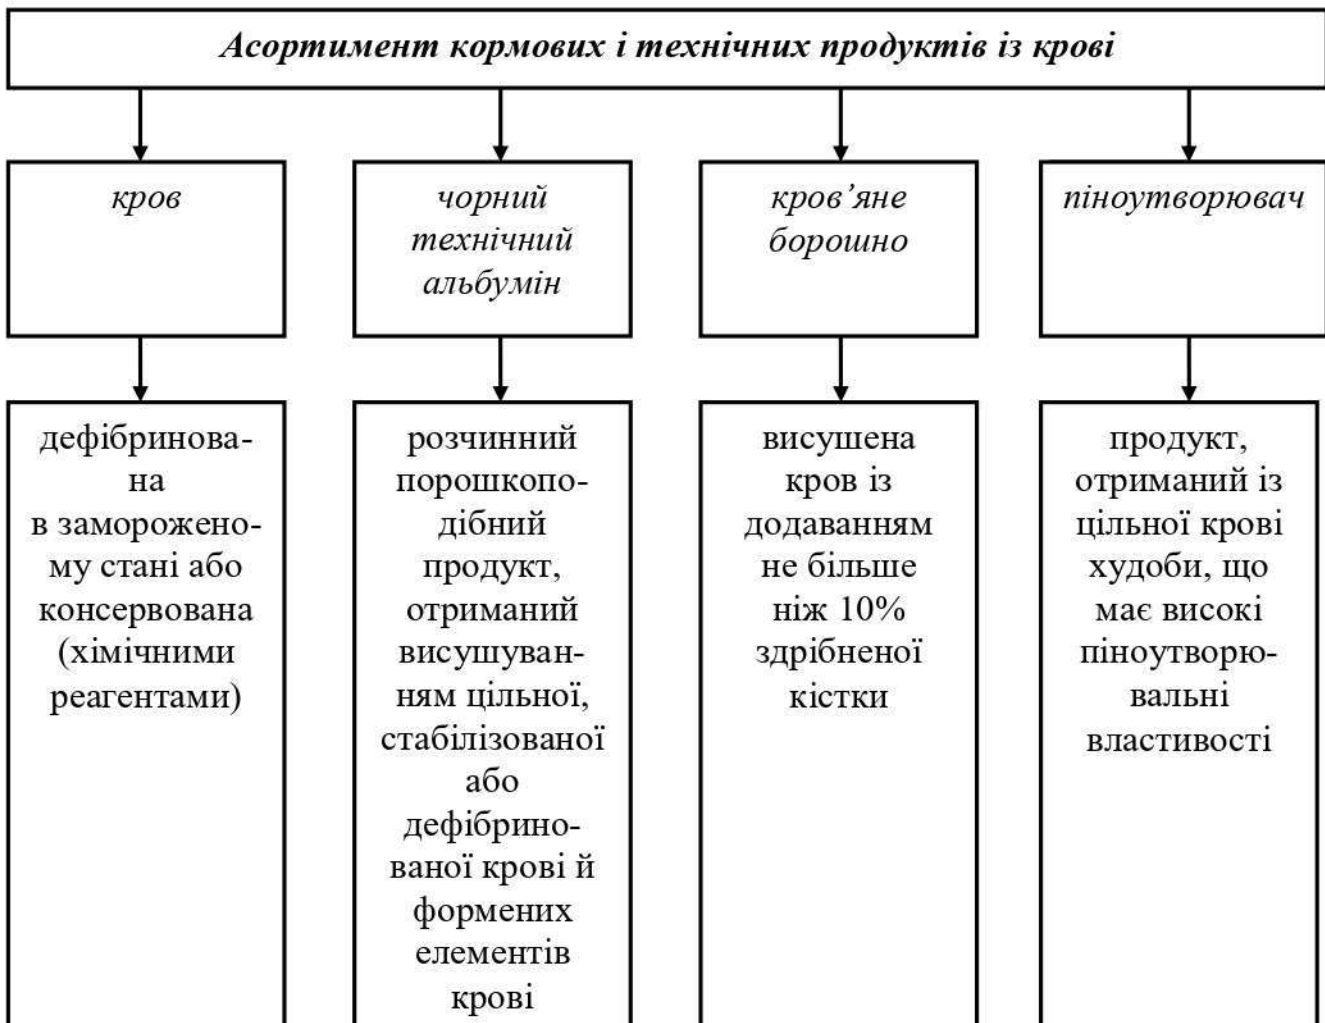 Асортимент кормових і технічних продуктів із крові
кров
чорний
технічний
альбумін
кров’яне
борошно
піноутворювач
дефібринова-
на
в заморожено-
му стані або
консервована
(хімічними
реагентами)
розчинний
порошкопо-
дібний
продукт,
отриманий
висушуван-
ням цільної,
стабілізованої
або
дефібрино-
ваної крові й
формених
елементів
крові
висушена
кров із
додаванням
не більше
ніж 10%
здрібненої
кістки
продукт,
отриманий із
цільної крові
худоби, що
має високі
піноутворю-
вальні
властивості